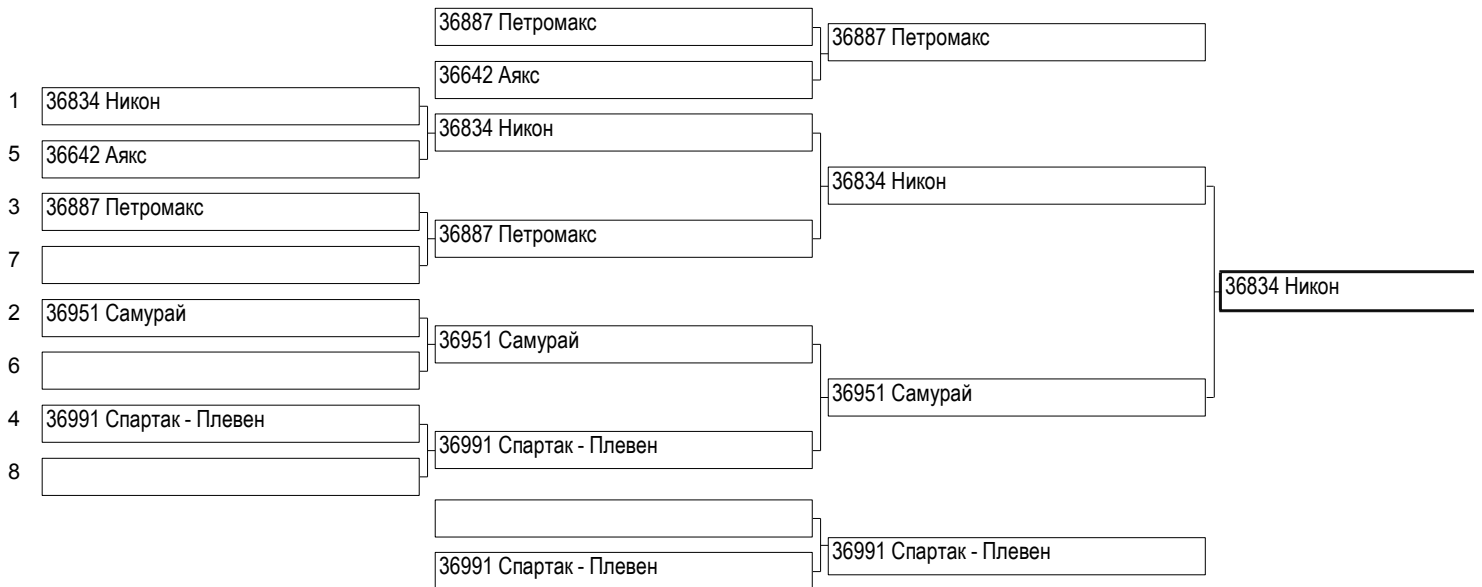 36887 Петромакс
36887 Петромакс
36642 Аякс
1 36834 Никон
36834 Никон
5 36642 Аякс
36834 Никон
3 36887 Петромакс
36887 Петромакс
7
36834 Никон
2 36951 Самурай
36951 Самурай
6
36951 Самурай
4 36991 Спартак - Плевен
36991 Спартак - Плевен
8
36991 Спартак - Плевен
36991 Спартак - Плевен